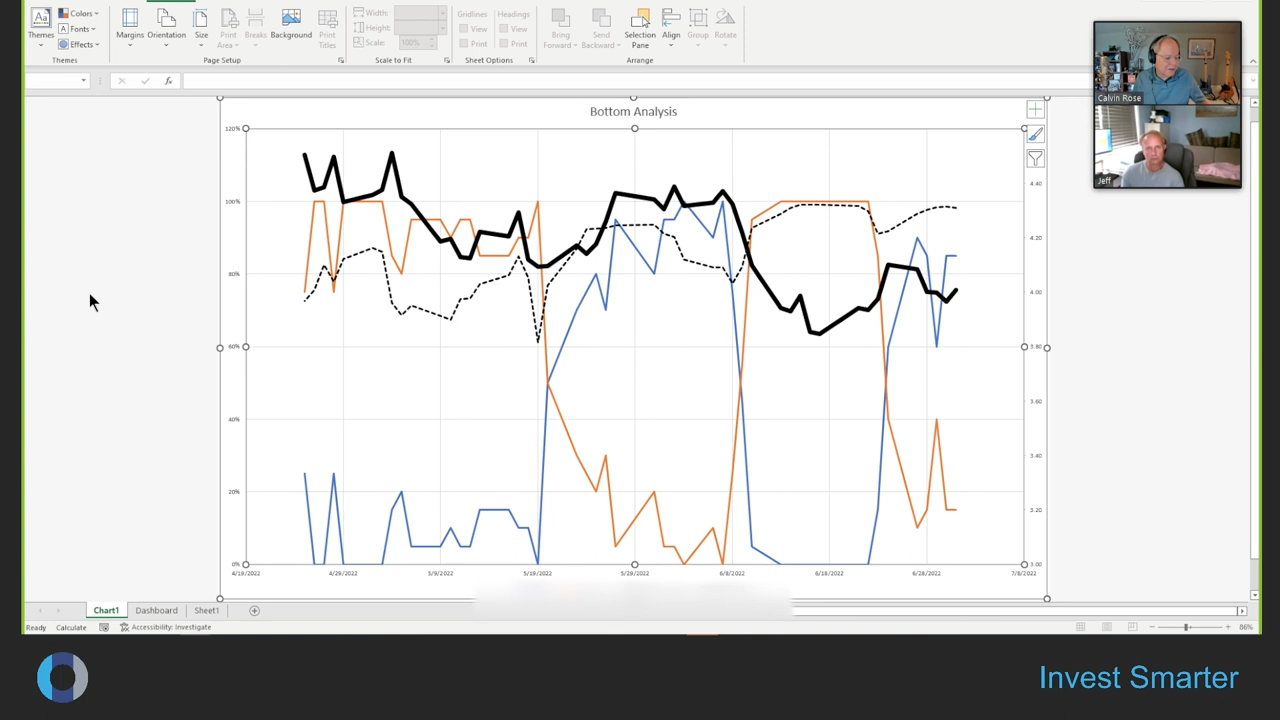 Colors
Fonts
Effects
Themes
Themes
Margins
Orientation
Size
Print
Area
Breaks
Background
Print
Titles
Page Setup
Width:
Height:
Scale:
100%
Scale to Fit
Gridlines
View
Print
Headings
View
Print
Sheet Options
Bring
Forward
Send
Backward
Selection
Pane
Align
Group
Rotate
Arrange
fx
Bottom Analysis
120%
100%
80%
60%
40%
20%
0%
4.40
4.20
4.00
3.80
3.60
3.40
3.20
3.00
4/19/2022
4/29/2022
5/9/2022
5/19/2022
5/29/2022
6/8/2022
6/18/2022
6/28/2022
7/8/2022
Calvin Rose
Jeff
Chart1
Dashboard
Sheet1
Ready
Calculate
Accessibility: Investigate
86%
Invest Smarter